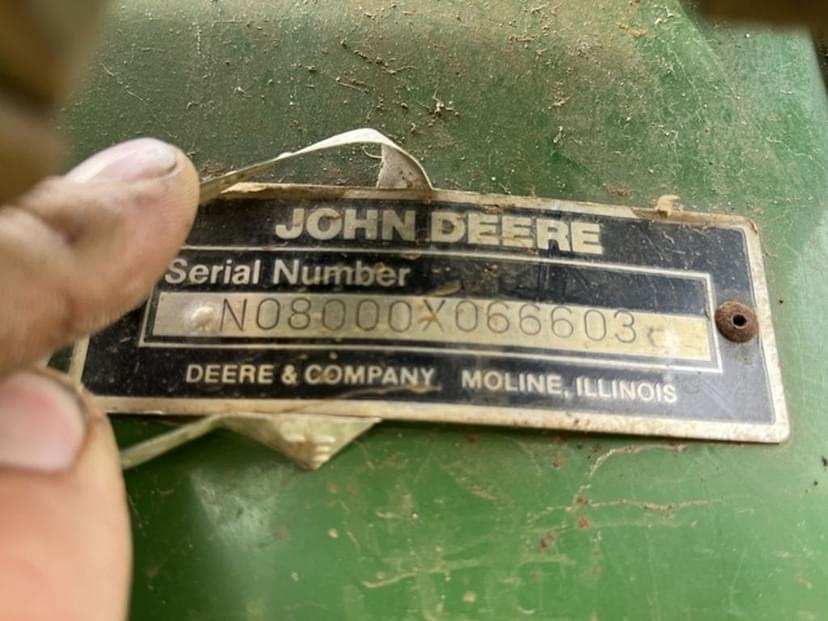 JOHN DEERE
Serial Number
N08000X066603
DEERE & COMPANY MOLINE, ILLINOIS